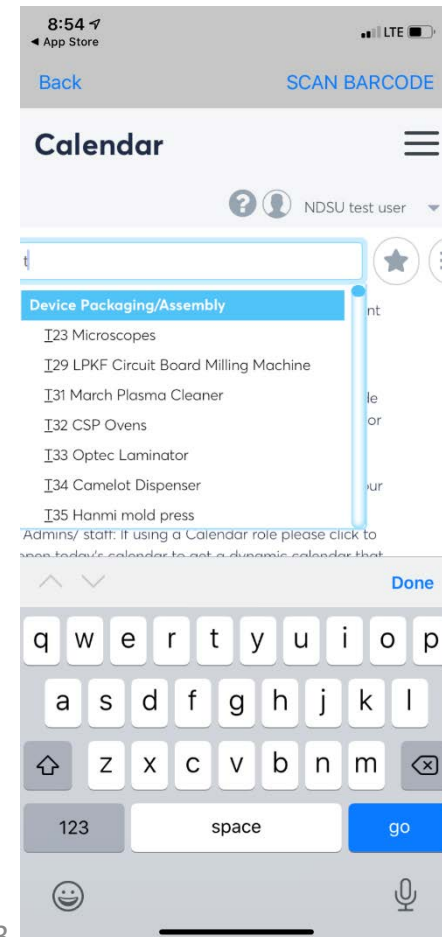 8:54
◀ App Store
LTE
Back
SCAN BARCODE
Calendar
? NDSU test user
t
Device Packaging/Assembly
nt
T23 Microscopes
T29 LPKF Circuit Board Milling Machine
T31 March Plasma Cleaner
le
T32 CSP Ovens
or
T33 Optec Laminator
T34 Camelot Dispenser
ur
T35 Hanmi mold press
Admins/ staff: If using a Calendar role please click to
open today's calendar to get a dynamic calendar that
Done
q w e r t y u i o p
a s d f g h j k l
z x c v b n m
123 space go